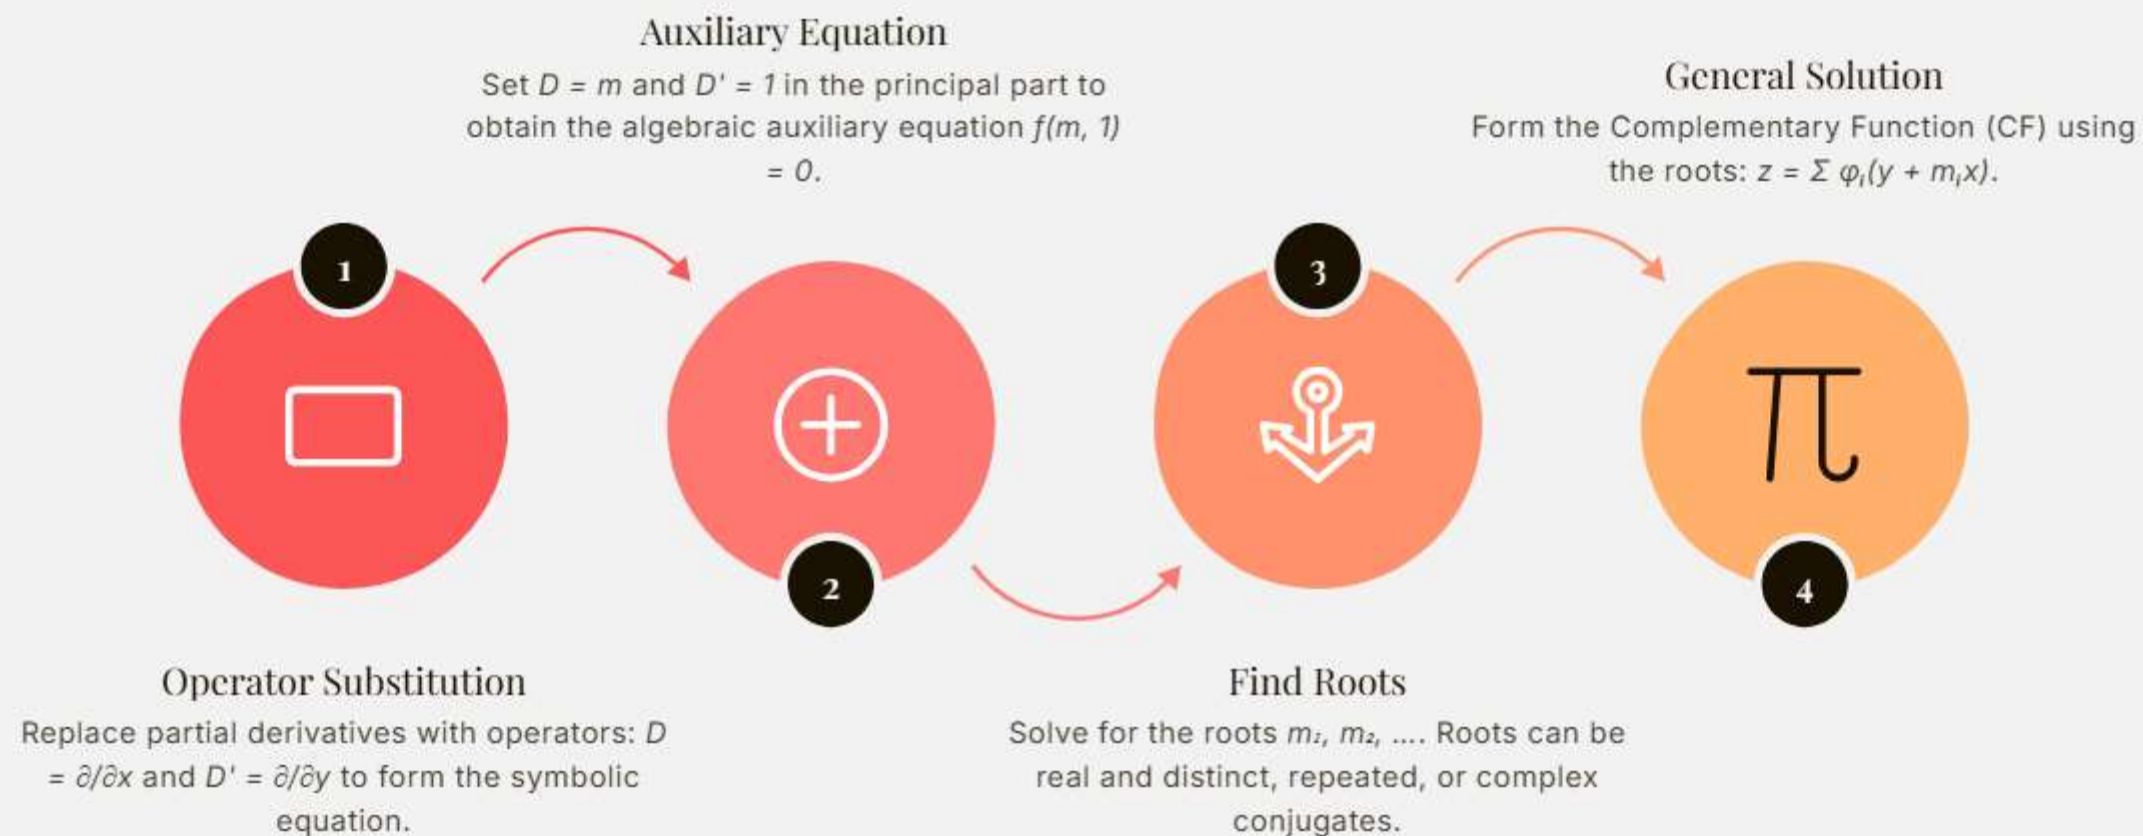 Auxiliary Equation
Set D = m and D' = 1 in the principal part to
obtain the algebraic auxiliary equation f(m, 1)
= 0.
General Solution
Form the Complementary Function (CF) using
the roots: z = Σ φᵢ(y + mᵢx).
1
2
3
4
Operator Substitution
Replace partial derivatives with operators: D
= ∂/∂x and D' = ∂/∂y to form the symbolic
equation.
Find Roots
Solve for the roots m₁, m₂, .... Roots can be
real and distinct, repeated, or complex
conjugates.